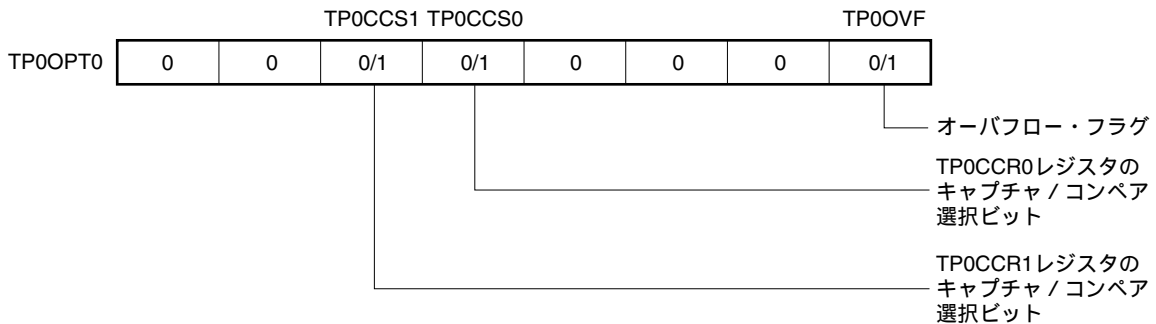 TP0CCS1 TP0CCS0 TP0OVF
TP0OPT0 0 0 0/1 0/1 0 0 0 0/1
オーバフロー・フラグ
TP0CCR0レジスタの
キャプチャ／コンペア
選択ビット
TP0CCR1レジスタの
キャプチャ／コンペア
選択ビット